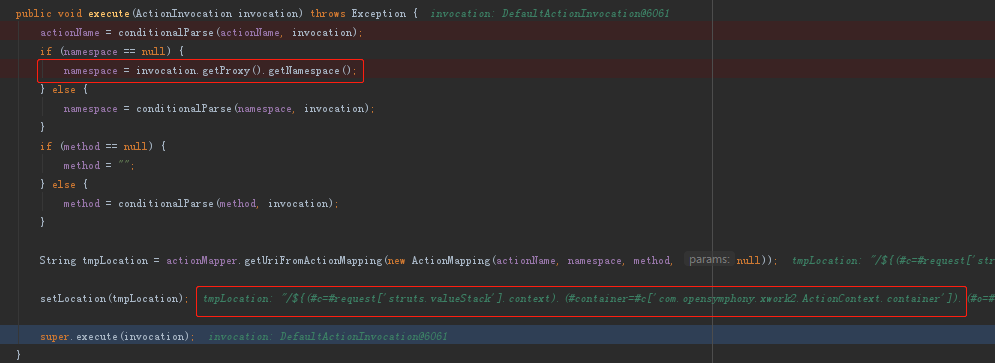 public void execute(ActionInvocation invocation) throws Exception {  invocation: DefaultActionInvocation@6061
actionName = conditionalParse(actionName, invocation);
if (namespace == null) {
namespace = invocation.getProxy().getNamespace();
} else {
namespace = conditionalParse(namespace, invocation);
}
if (method == null) {
method = "";
} else {
method = conditionalParse(method, invocation);
}
String tmpLocation = actionMapper.getUriFromActionMapping(new ActionMapping(actionName, namespace, method, params: null));  tmpLocation: "/${(#c=#request['str
setLocation(tmpLocation);  tmpLocation: "/${(#c=#request['struts.valueStack'].context).(#container=#c['com.opensymphony.xwork2.ActionContext.container']).(#o=#
super.execute(invocation);  invocation: DefaultActionInvocation@6061
}